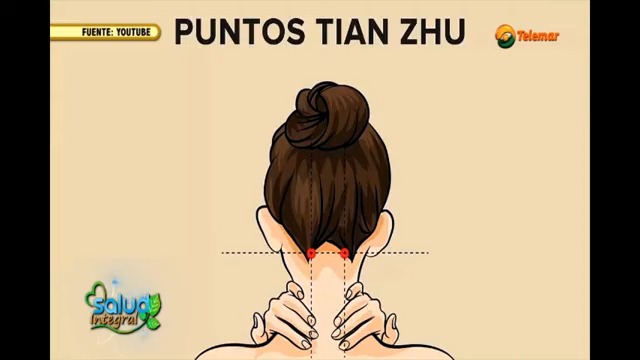 FUENTE: YOUTUBE
PUNTOS TIAN ZHU
Telemar
Salud
Integral